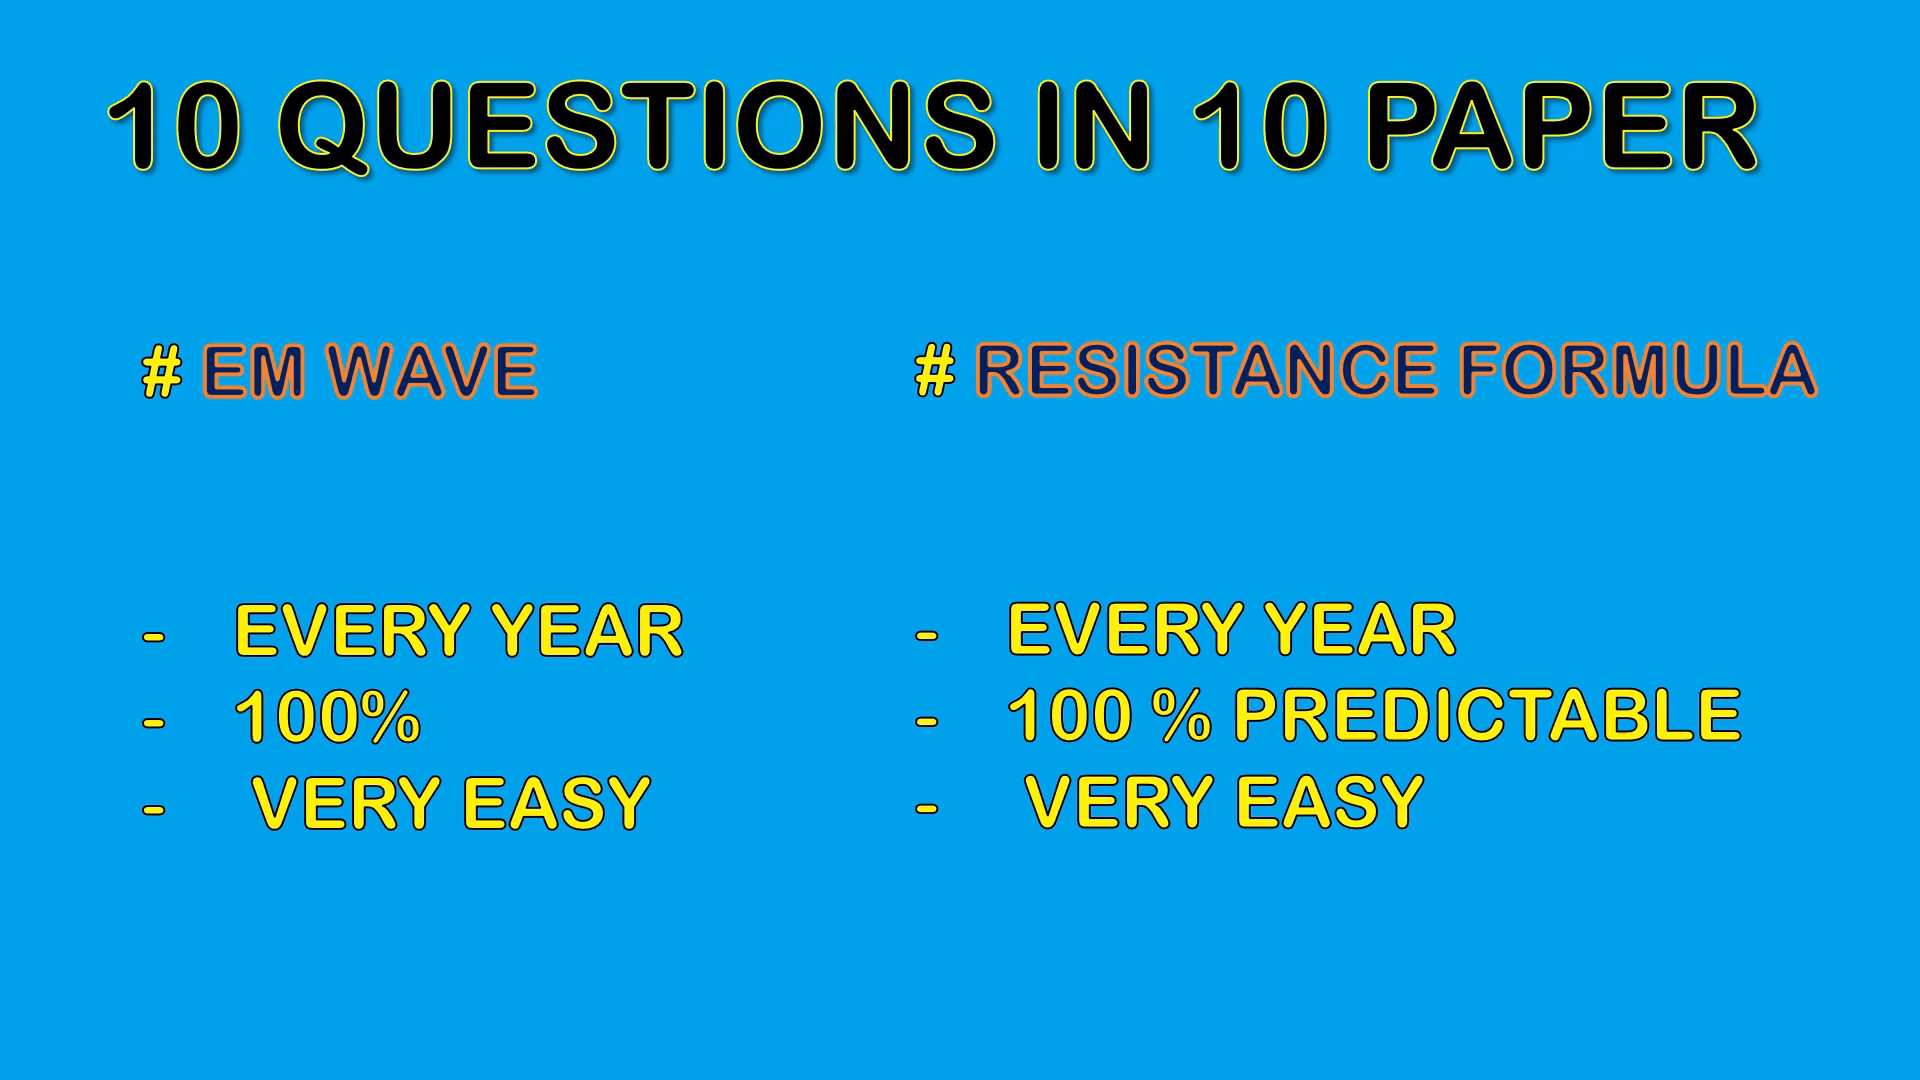 10 QUESTIONS IN 10 PAPER
# EM WAVE
- EVERY YEAR
- 100%
- VERY EASY
# RESISTANCE FORMULA
- EVERY YEAR
- 100 % PREDICTABLE
- VERY EASY